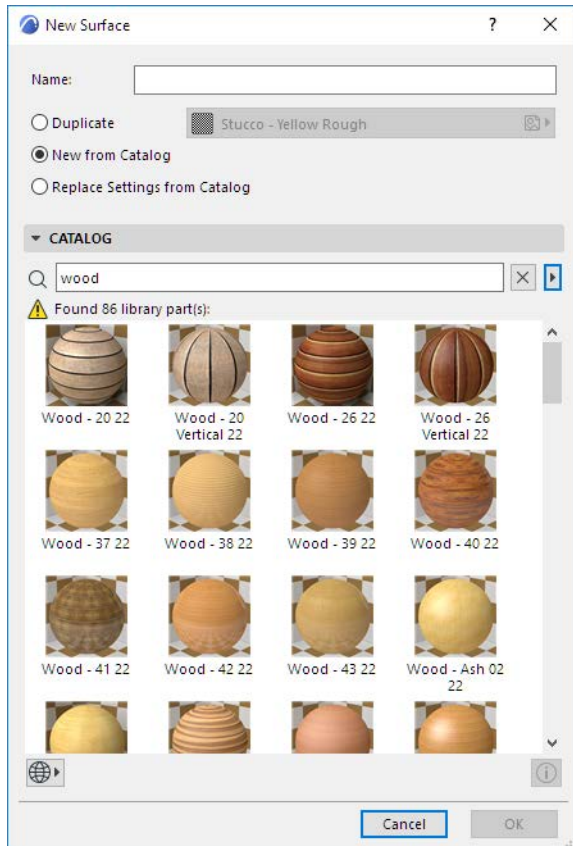 New Surface
?
Name:
Duplicate
Stucco - Yellow Rough
New from Catalog
Replace Settings from Catalog
CATALOG
wood
Found 86 library part(s):
Wood - 20 22
Wood - 20
Vertical 22
Wood - 26 22
Wood - 26
Vertical 22
Wood - 37 22
Wood - 38 22
Wood - 39 22
Wood - 40 22
Wood - 41 22
Wood - 42 22
Wood - 43 22
Wood - Ash 02
22
Cancel
OK